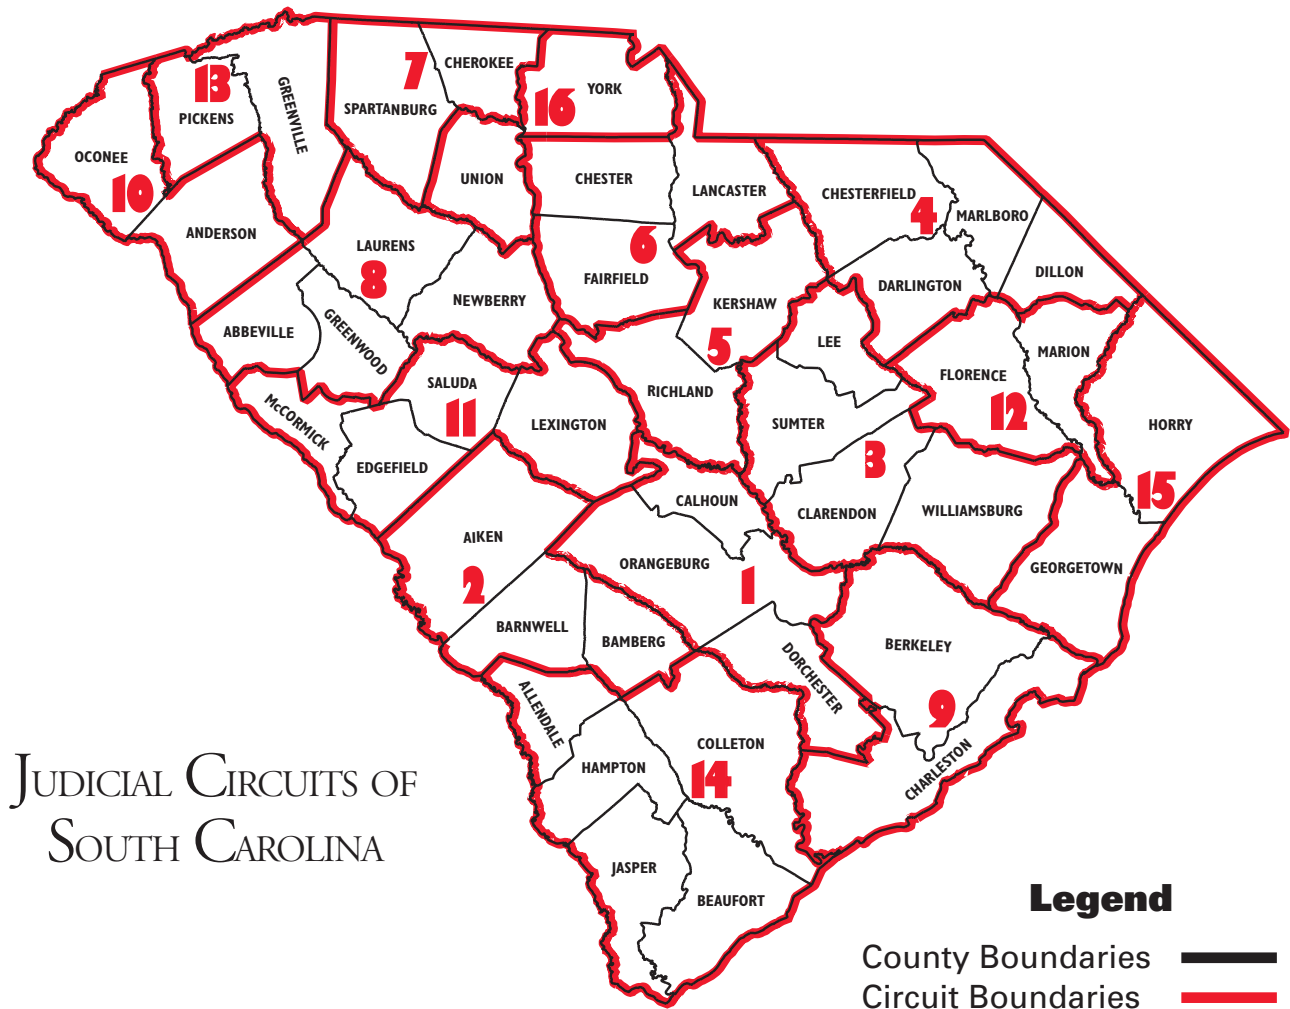 7
CHEROKEE
13
16
YORK
GREENVILLE
SPARTANBURG
PICKENS
OCONEE
10
UNION
CHESTER
LANCASTER
CHESTERFIELD
4
MARLBORO
ANDERSON
LAURENS
8
6
FAIRFIELD
DILLON
DARLINGTON
NEWBERRY
KERSHAW
5
ABBEVILLE
GREENWOOD
LEE
MARION
SALUDA
11
RICHLAND
FLORENCE
12
McCORMICK
LEXINGTON
SUMTER
HORRY
3
EDGEFIELD
15
CALHOUN
CLARENDON
WILLIAMSBURG
AIKEN
2
ORANGEBURG
1
GEORGETOWN
BARNWELL
BAMBERG
BERKELEY
DORCHESTER
9
ALLENDALE
COLLETON
14
HAMPTON
CHARLESTON
JASPER
BEAUFORT
JUDICIAL CIRCUITS OF
SOUTH CAROLINA
Legend
County Boundaries
Circuit Boundaries